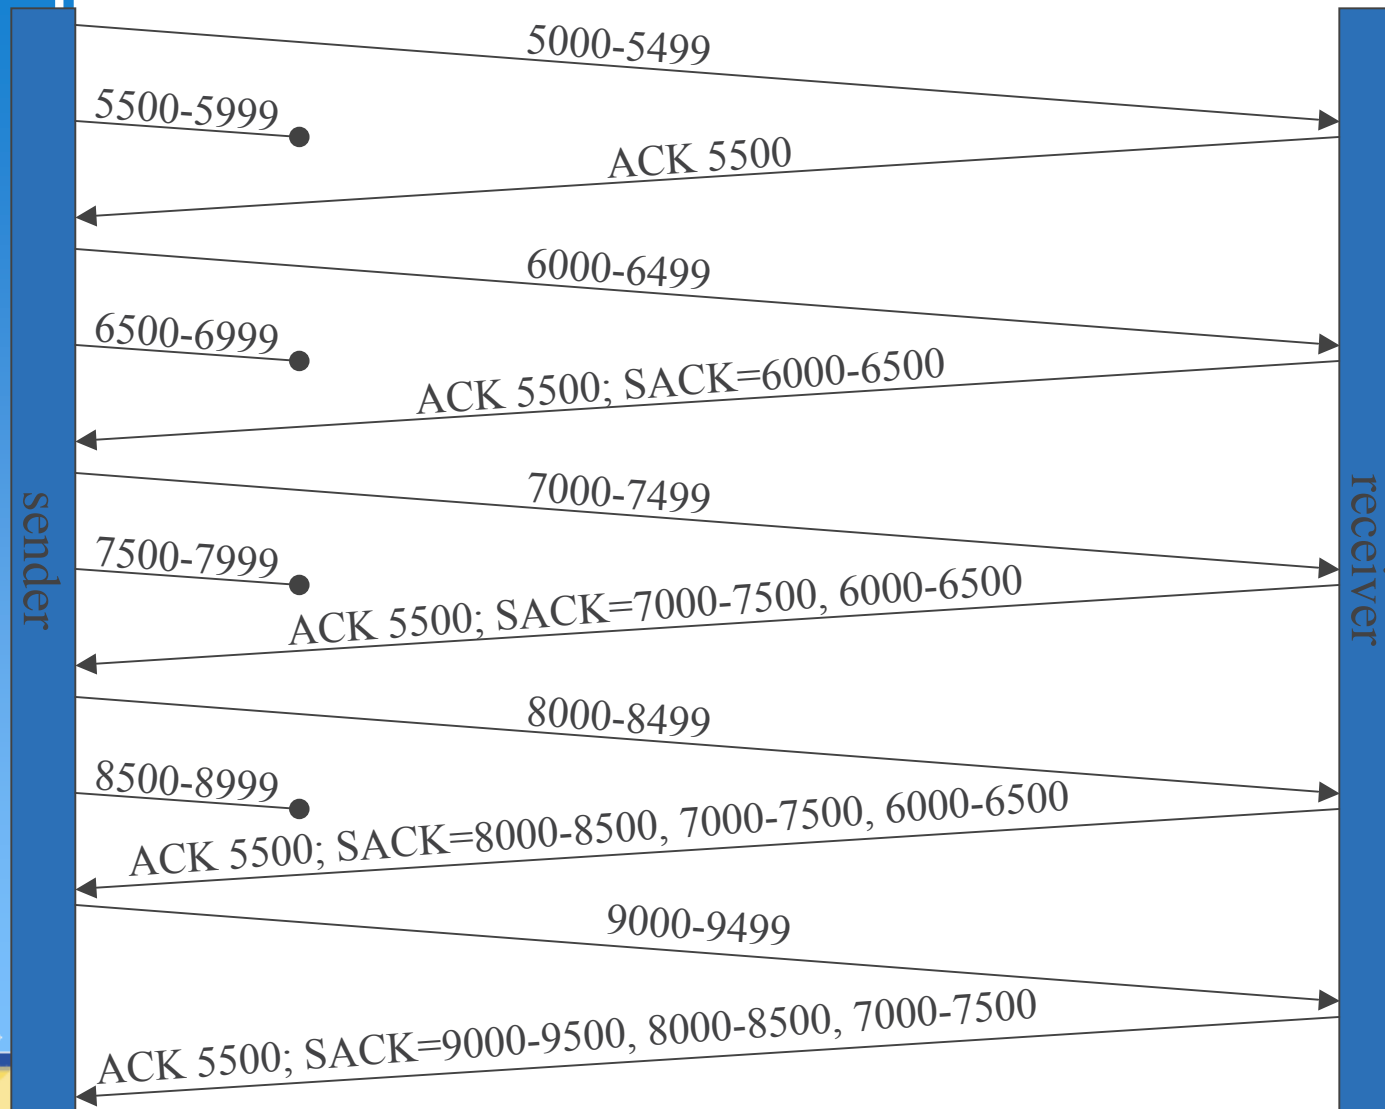 5000-5499
5500-5999
ACK 5500
6000-6499
6500-6999
ACK 5500; SACK=6000-6500
7000-7499
sender
receiver
7500-7999
ACK 5500; SACK=7000-7500, 6000-6500
8000-8499
8500-8999
ACK 5500; SACK=8000-8500, 7000-7500, 6000-6500
9000-9499
ACK 5500; SACK=9000-9500, 8000-8500, 7000-7500